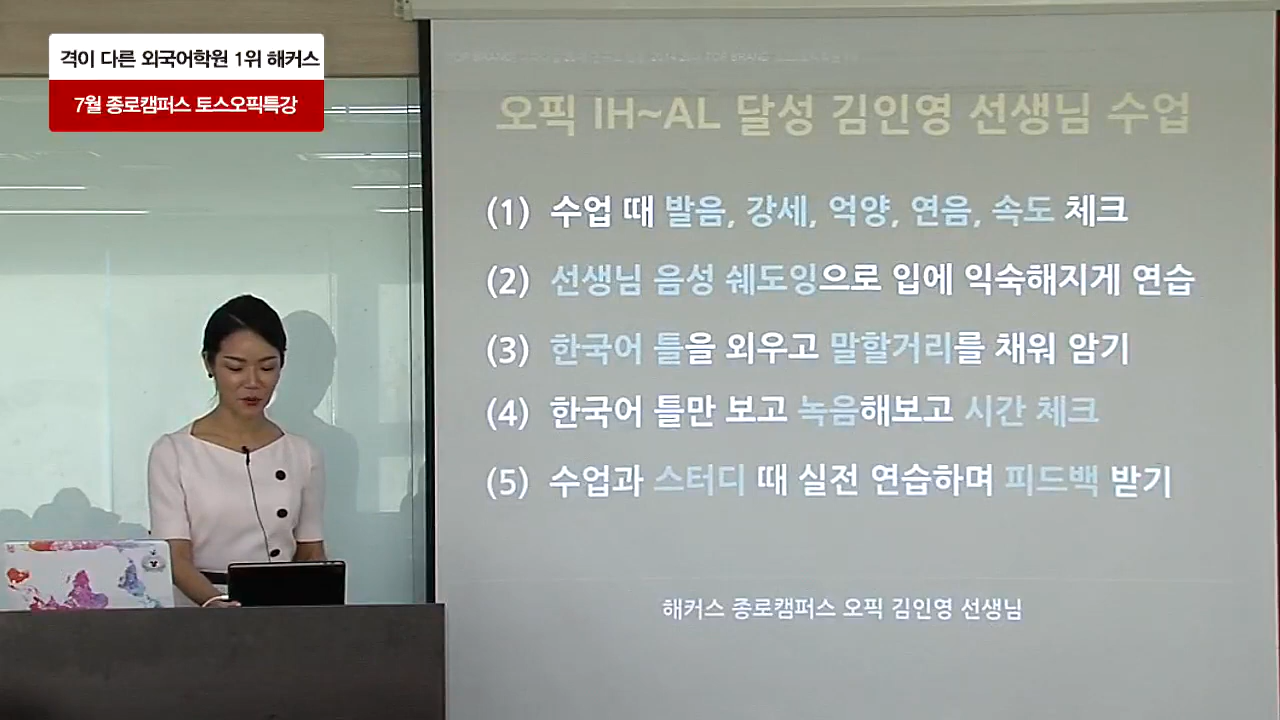 격이 다른 외국어학원 1위 해커스
7월 종로캠퍼스 토스오픽특강
오픽 IH~AL 달성 김인영 선생님 수업
(1) 수업 때 발음, 강세, 억양, 연음, 속도 체크
(2) 선생님 음성 쉐도잉으로 입에 익숙해지게 연습
(3) 한국어 틀을 외우고 말할거리를 채워 암기
(4) 한국어 틀만 보고 녹음해보고 시간 체크
(5) 수업과 스터디 때 실전 연습하며 피드백 받기
해커스 종로캠퍼스 오픽 김인영 선생님